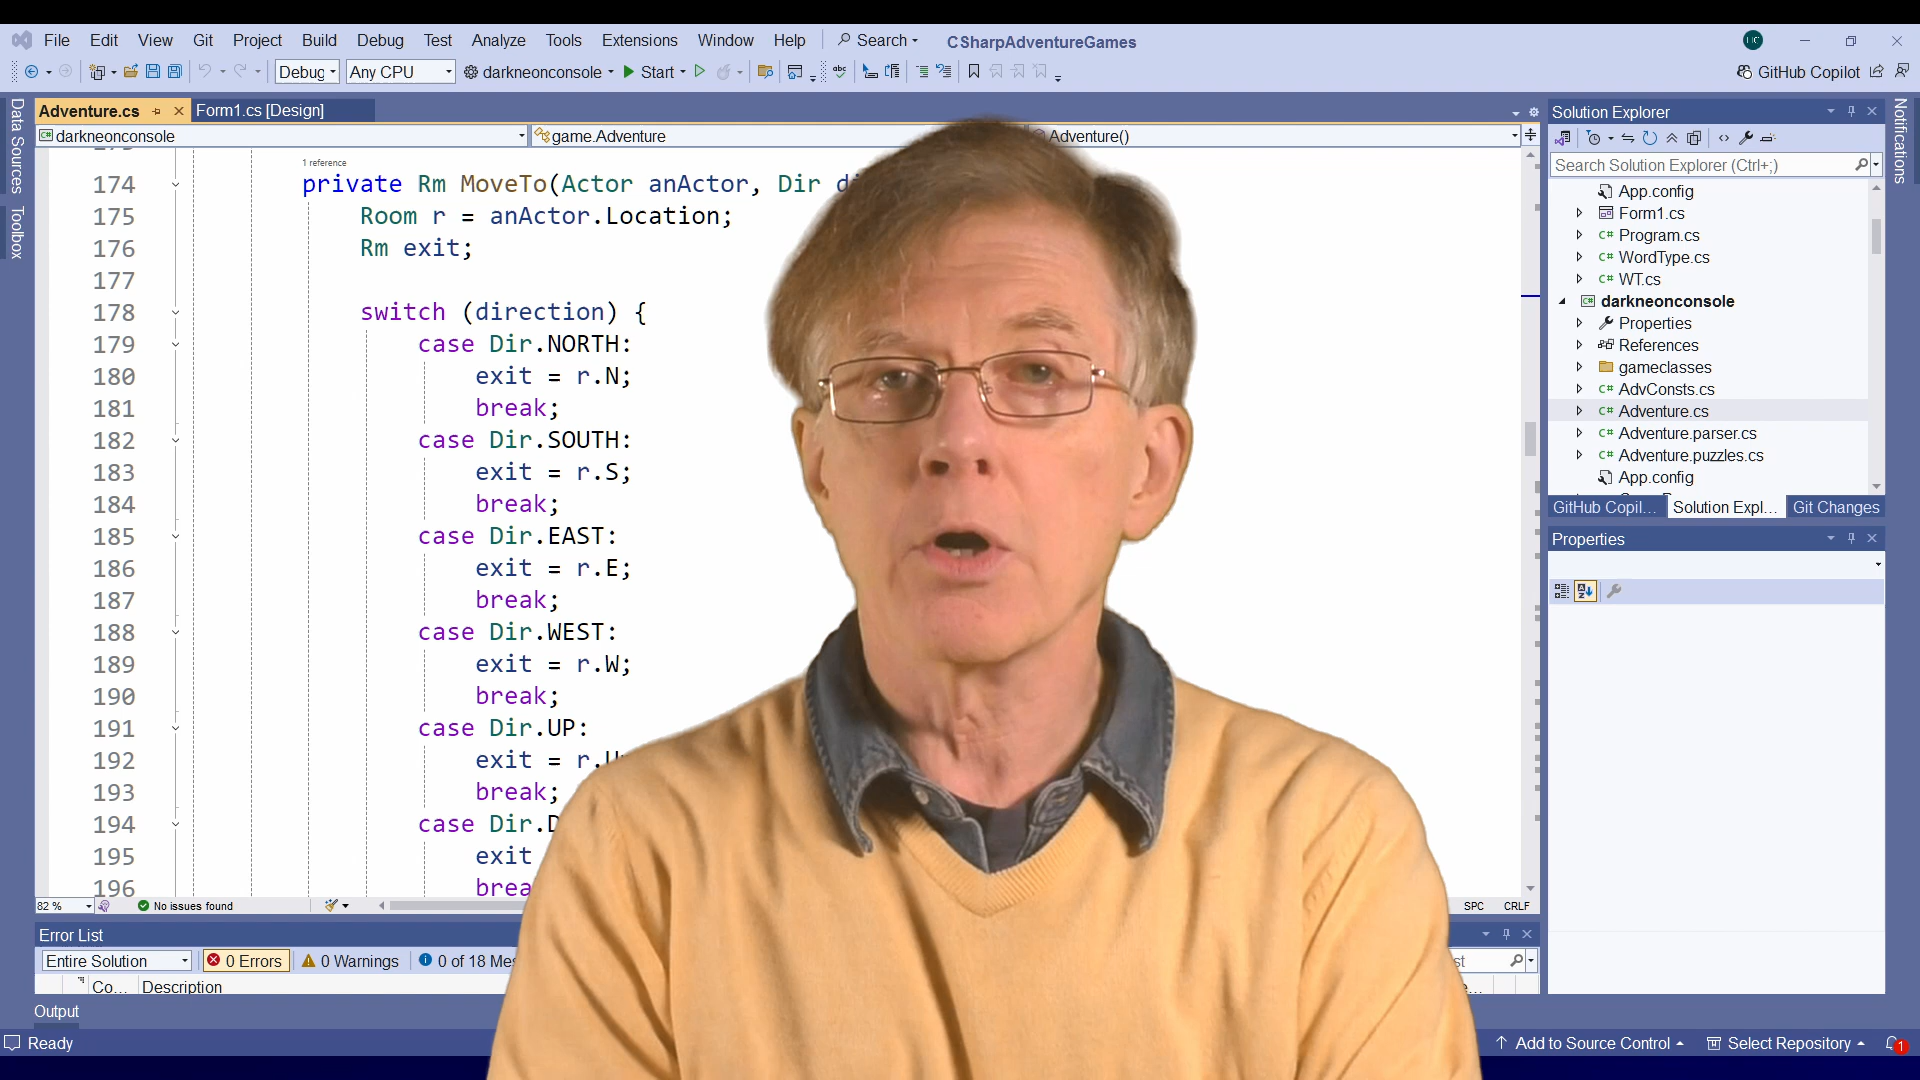 File Edit View Git Project Build Debug Test Analyze Tools Extensions Window Help Search CSharpAdventureGames HC
Debug Any CPU darkneonconsole Start abc GitHub Copilot
Data Sources
Toolbox
Adventure.cs Form1.cs [Design]
darkneonconsole game.Adventure Adventure()
1 reference
174 private Rm MoveTo(Actor anActor, Dir
175 Room r = anActor.Location;
176 Rm exit;
177
178 switch (direction) {
179 case Dir.NORTH:
180 exit = r.N;
181 break;
182 case Dir.SOUTH:
183 exit = r.S;
184 break;
185 case Dir.EAST:
186 exit = r.E;
187 break;
188 case Dir.WEST:
189 exit = r.W;
190 break;
191 case Dir.UP:
192 exit = r.
193 break;
194 case Dir.
195 exit
196
82 % No issues found SPC CRLF
Error List
Entire Solution 0 Errors 0 Warnings 0 of 18
Co... Description
Output
Ready Add to Source Control Select Repository 1
Solution Explorer
Search Solution Explorer (Ctrl+;)
App.config
Form1.cs
C# Program.cs
C# WordType.cs
C# WT.cs
C# darkneonconsole
Properties
References
gameclasses
C# AdvConsts.cs
C# Adventure.cs
C# Adventure.parser.cs
C# Adventure.puzzles.cs
App.config
GitHub Copil... Solution Expl... Git Changes
Properties
Notifications